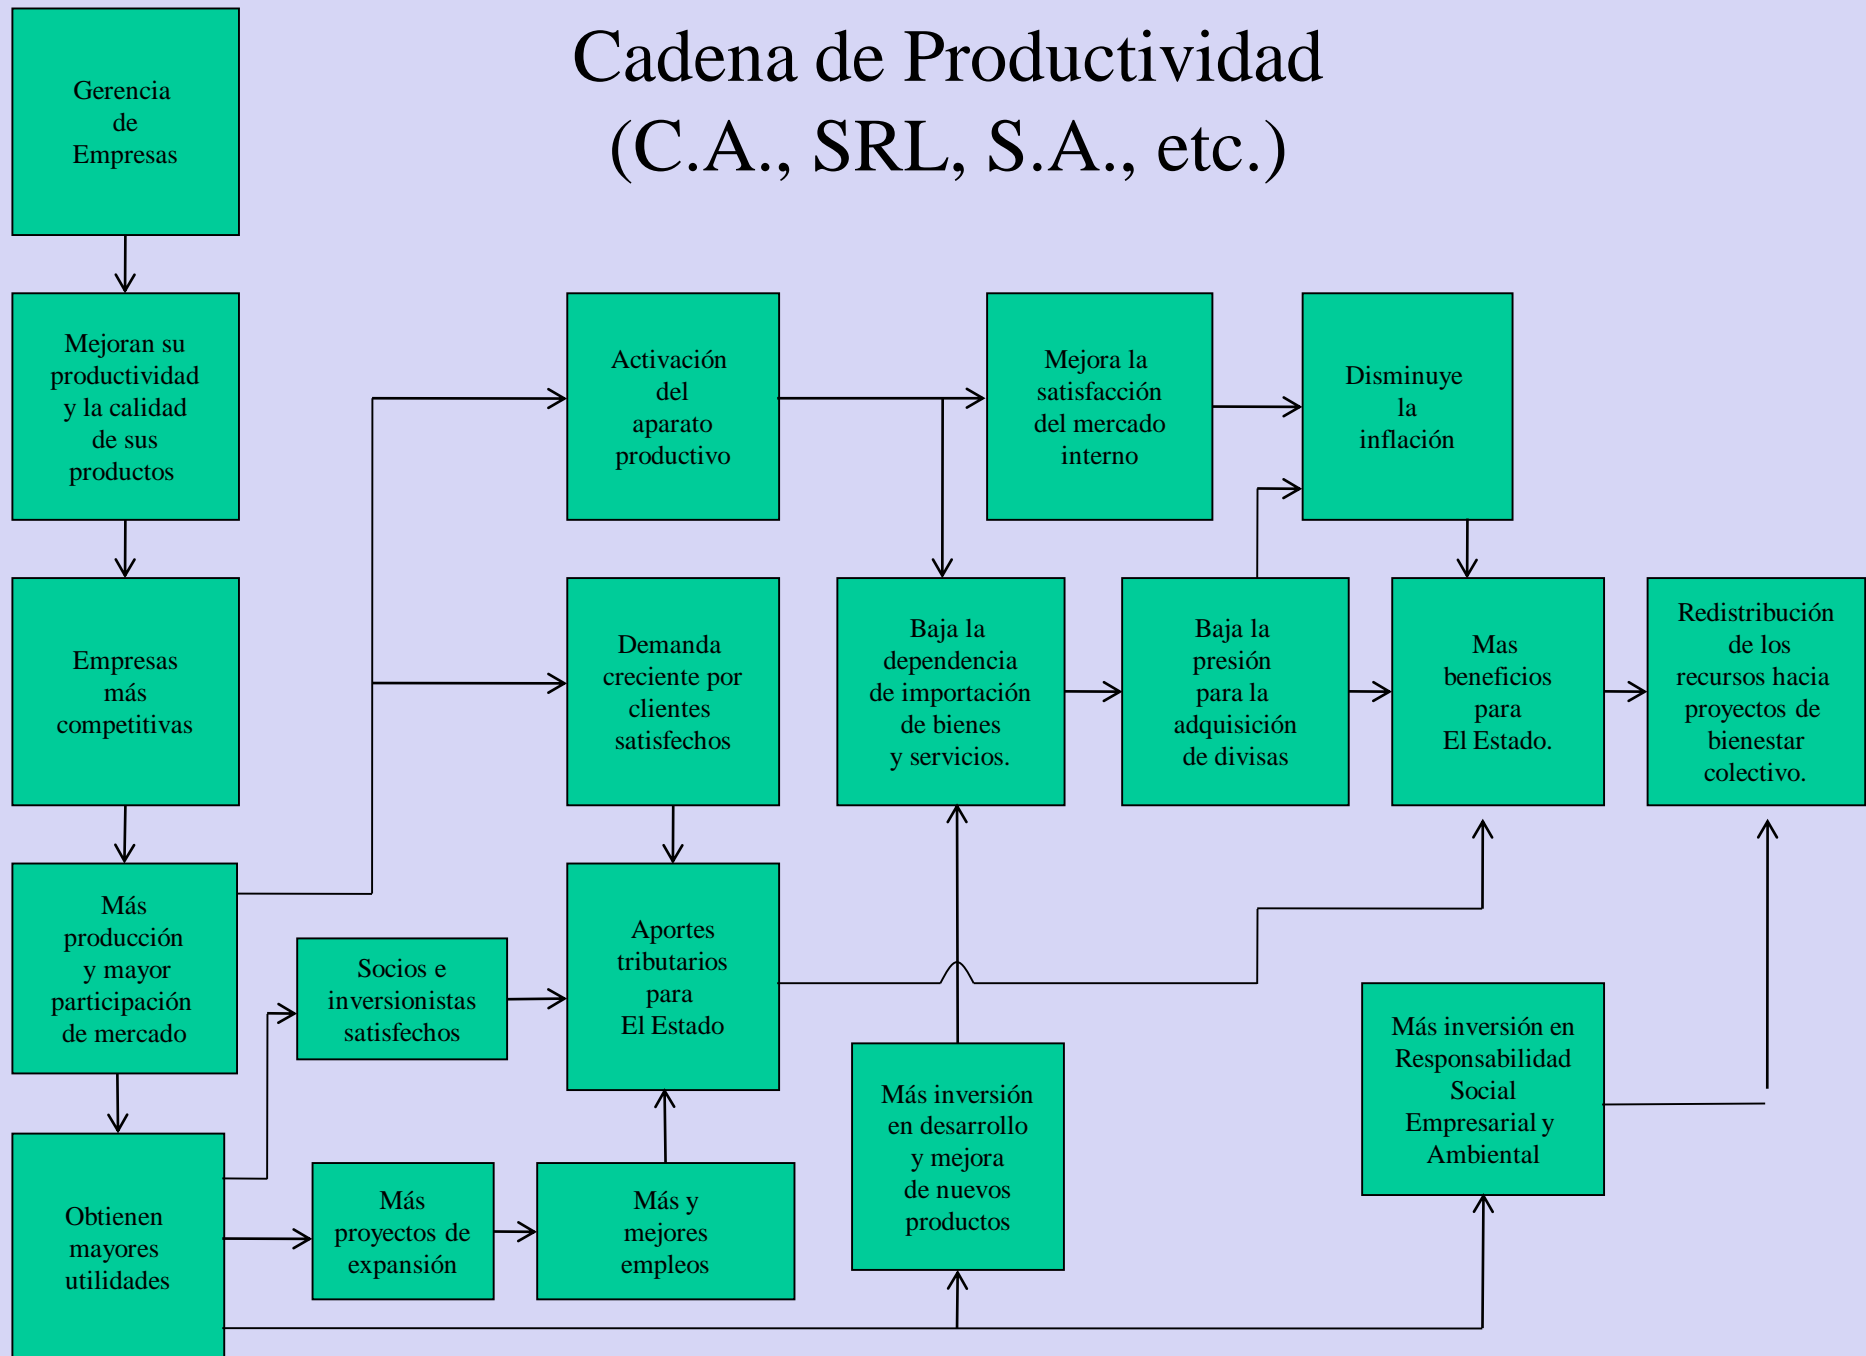 Cadena de Productividad
(C.A., SRL, S.A., etc.)
Gerencia
de
Empresas
Mejoran su
productividad
y la calidad
de sus
productos
Activación
del
aparato
productivo
Mejora la
satisfacción
del mercado
interno
Disminuye
la
inflación
Empresas
más
competitivas
Demanda
creciente por
clientes
satisfechos
Baja la
dependencia
de importación
de bienes
y servicios.
Baja la
presión
para la
adquisición
de divisas
Mas
beneficios
para
El Estado.
Redistribución
de los
recursos hacia
proyectos de
bienestar
colectivo.
Más
producción
y mayor
participación
de mercado
Socios e
inversionistas
satisfechos
Aportes
tributarios
para
El Estado
Más inversión
en desarrollo
y mejora
de nuevos
productos
Más inversión en
Responsabilidad
Social
Empresarial y
Ambiental
Obtienen
mayores
utilidades
Más
proyectos de
expansión
Más y
mejores
empleos